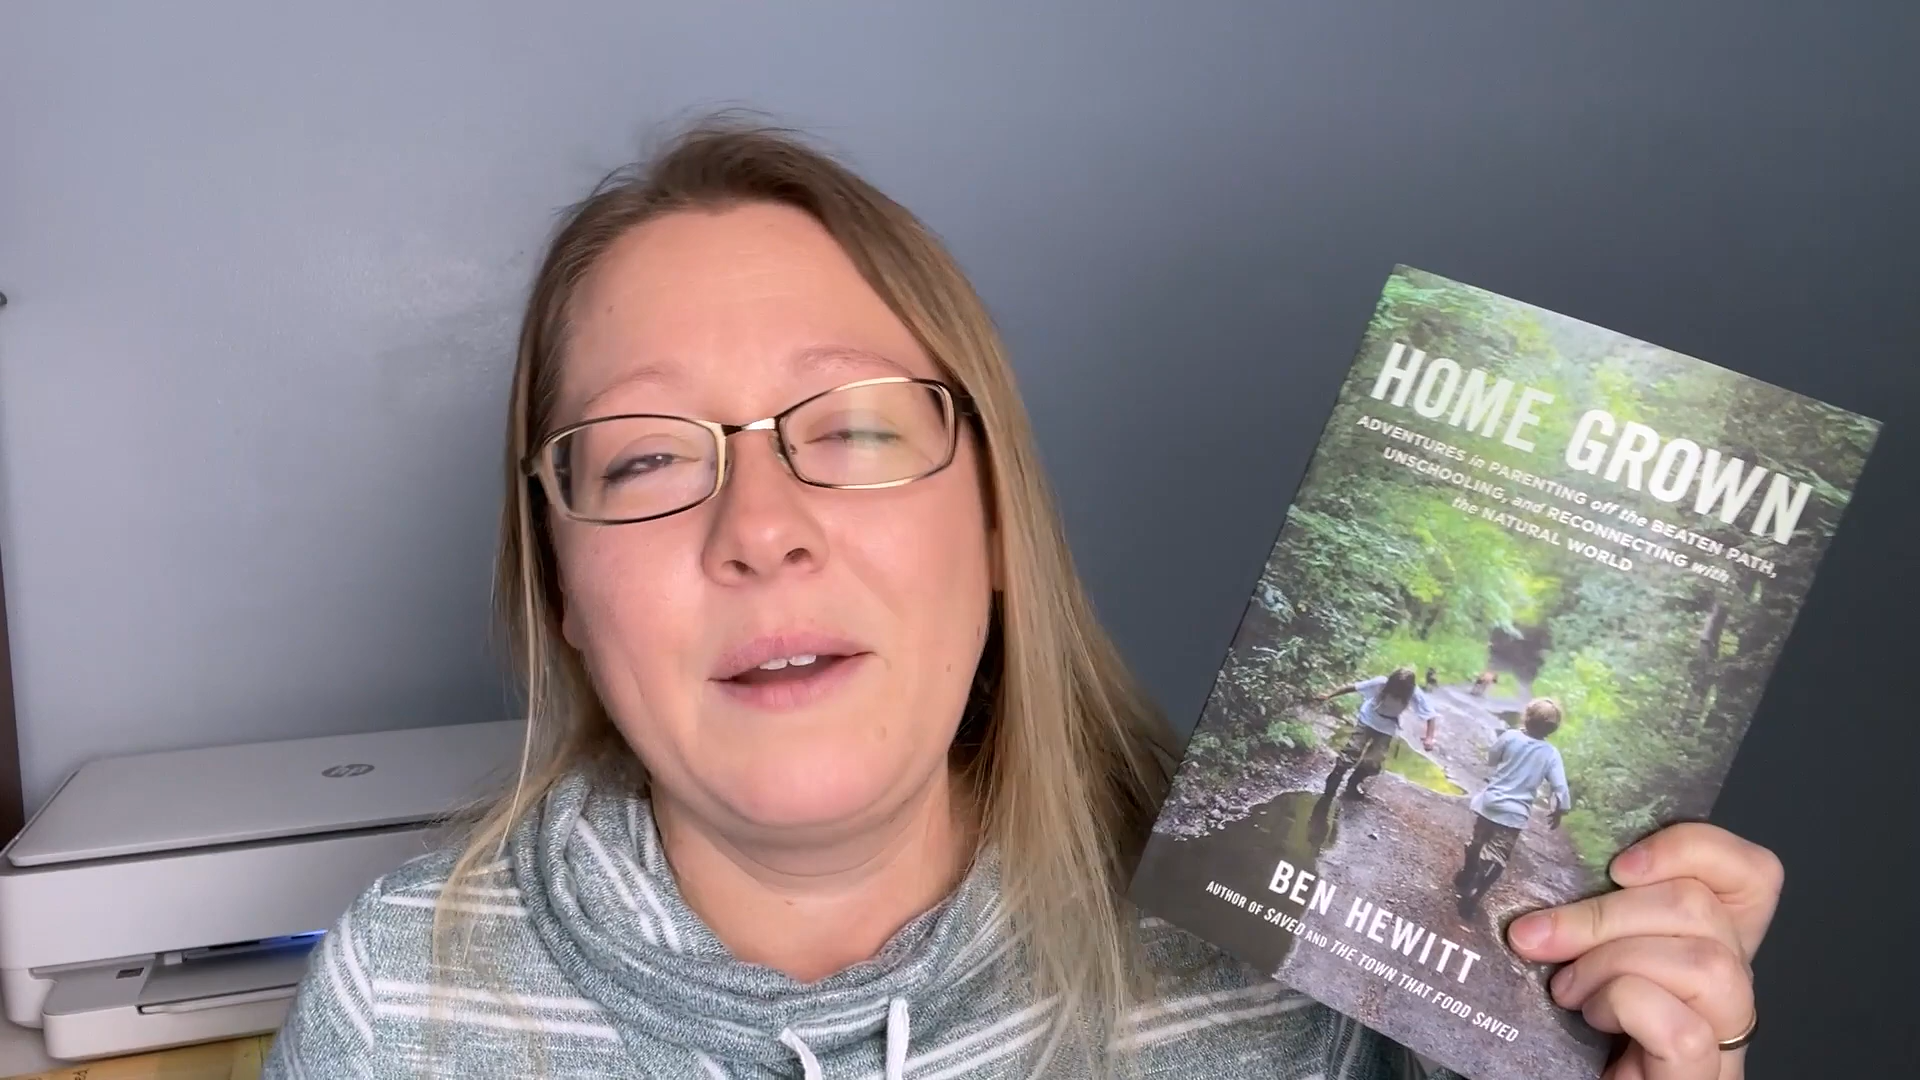 HOME GROWN
ADVENTURES in PARENTING off the BEATEN PATH,
UNSCHOOLING, and RECONNECTING with
the NATURAL WORLD
BEN HEWITT
AUTHOR OF SAVED AND THE TOWN THAT FOOD SAVED
hp